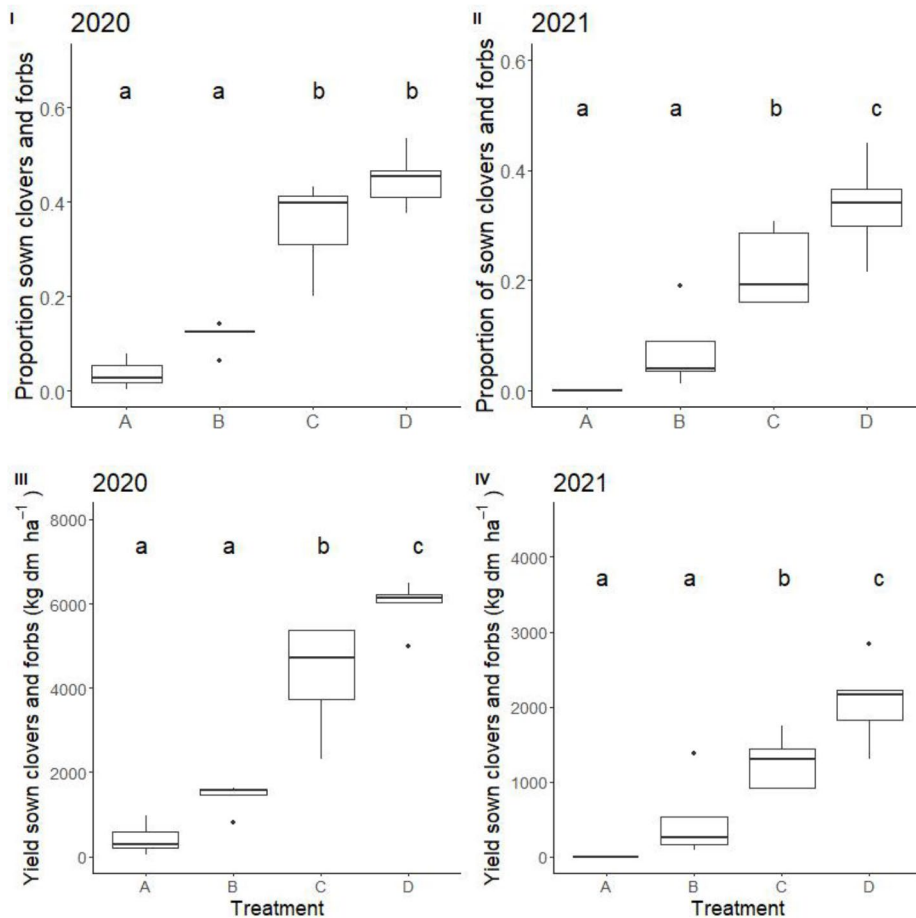 I 2020
Proportion sown clovers and forbs
0.6
0.4
0.2
0.0
a a b b
A B C D
II 2021
Proportion of sown clovers and forbs
0.6
0.4
0.2
0.0
a a b c
A B C D
III 2020
Yield sown clovers and forbs (kg dm ha⁻¹ )
8000
6000
4000
2000
0
a a b c
A B C D
Treatment
IV 2021
Yield sown clovers and forbs (kg dm ha⁻¹ )
4000
3000
2000
1000
0
a a b c
A B C D
Treatment